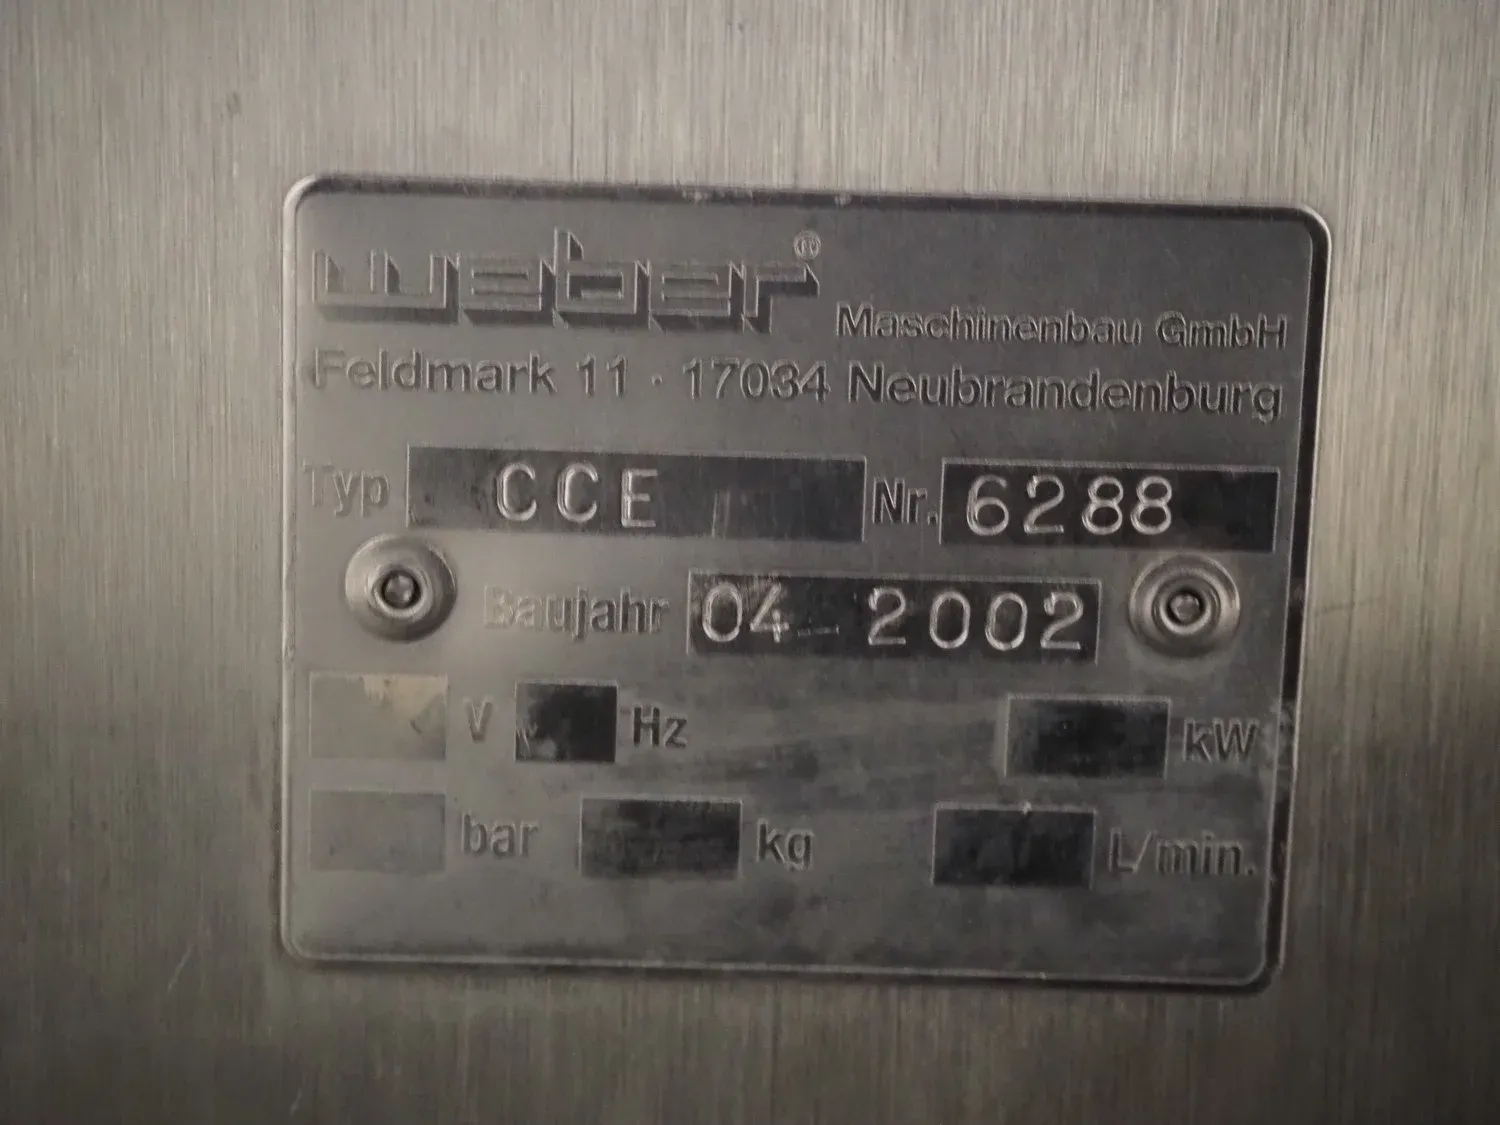 weber® Maschinenbau GmbH
Feldmark 11 · 17034 Neubrandenburg
Typ CCE Nr. 6288
Baujahr 04-2002
V Hz kW
bar kg L/min.